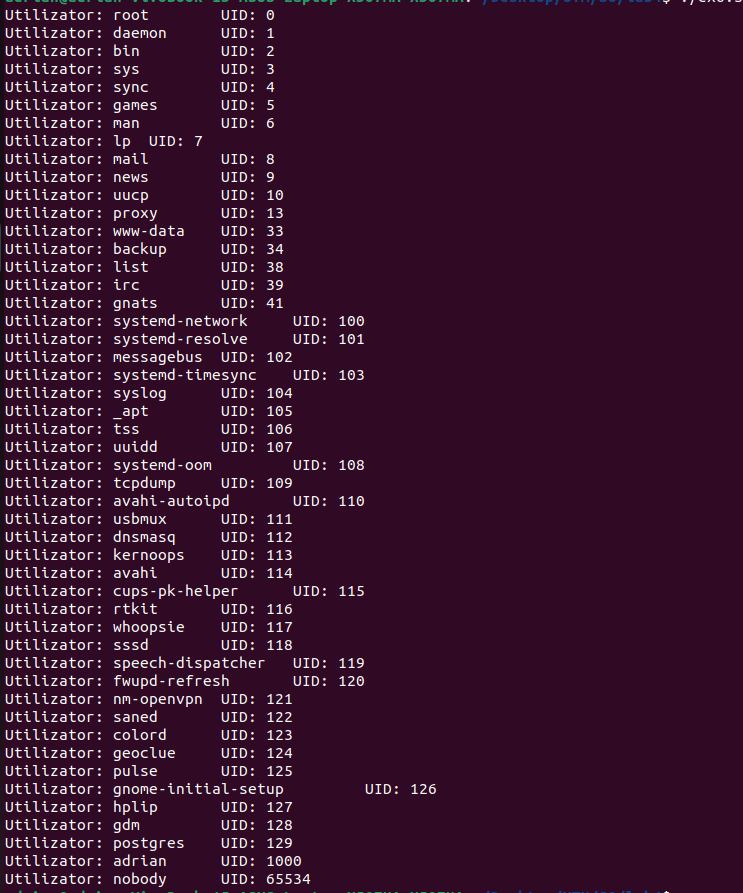 Utilizator: root UID: 0
Utilizator: daemon UID: 1
Utilizator: bin UID: 2
Utilizator: sys UID: 3
Utilizator: sync UID: 4
Utilizator: games UID: 5
Utilizator: man UID: 6
Utilizator: lp UID: 7
Utilizator: mail UID: 8
Utilizator: news UID: 9
Utilizator: uucp UID: 10
Utilizator: proxy UID: 13
Utilizator: www-data UID: 33
Utilizator: backup UID: 34
Utilizator: list UID: 38
Utilizator: irc UID: 39
Utilizator: gnats UID: 41
Utilizator: systemd-network UID: 100
Utilizator: systemd-resolve UID: 101
Utilizator: messagebus UID: 102
Utilizator: systemd-timesync UID: 103
Utilizator: syslog UID: 104
Utilizator: _apt UID: 105
Utilizator: tss UID: 106
Utilizator: uuidd UID: 107
Utilizator: systemd-oom UID: 108
Utilizator: tcpdump UID: 109
Utilizator: avahi-autoipd UID: 110
Utilizator: usbmux UID: 111
Utilizator: dnsmasq UID: 112
Utilizator: kernoops UID: 113
Utilizator: avahi UID: 114
Utilizator: cups-pk-helper UID: 115
Utilizator: rtkit UID: 116
Utilizator: whoopsie UID: 117
Utilizator: sssd UID: 118
Utilizator: speech-dispatcher UID: 119
Utilizator: fwupd-refresh UID: 120
Utilizator: nm-openvpn UID: 121
Utilizator: saned UID: 122
Utilizator: colord UID: 123
Utilizator: geoclue UID: 124
Utilizator: pulse UID: 125
Utilizator: gnome-initial-setup UID: 126
Utilizator: hplip UID: 127
Utilizator: gdm UID: 128
Utilizator: postgres UID: 129
Utilizator: adrian UID: 1000
Utilizator: nobody UID: 65534